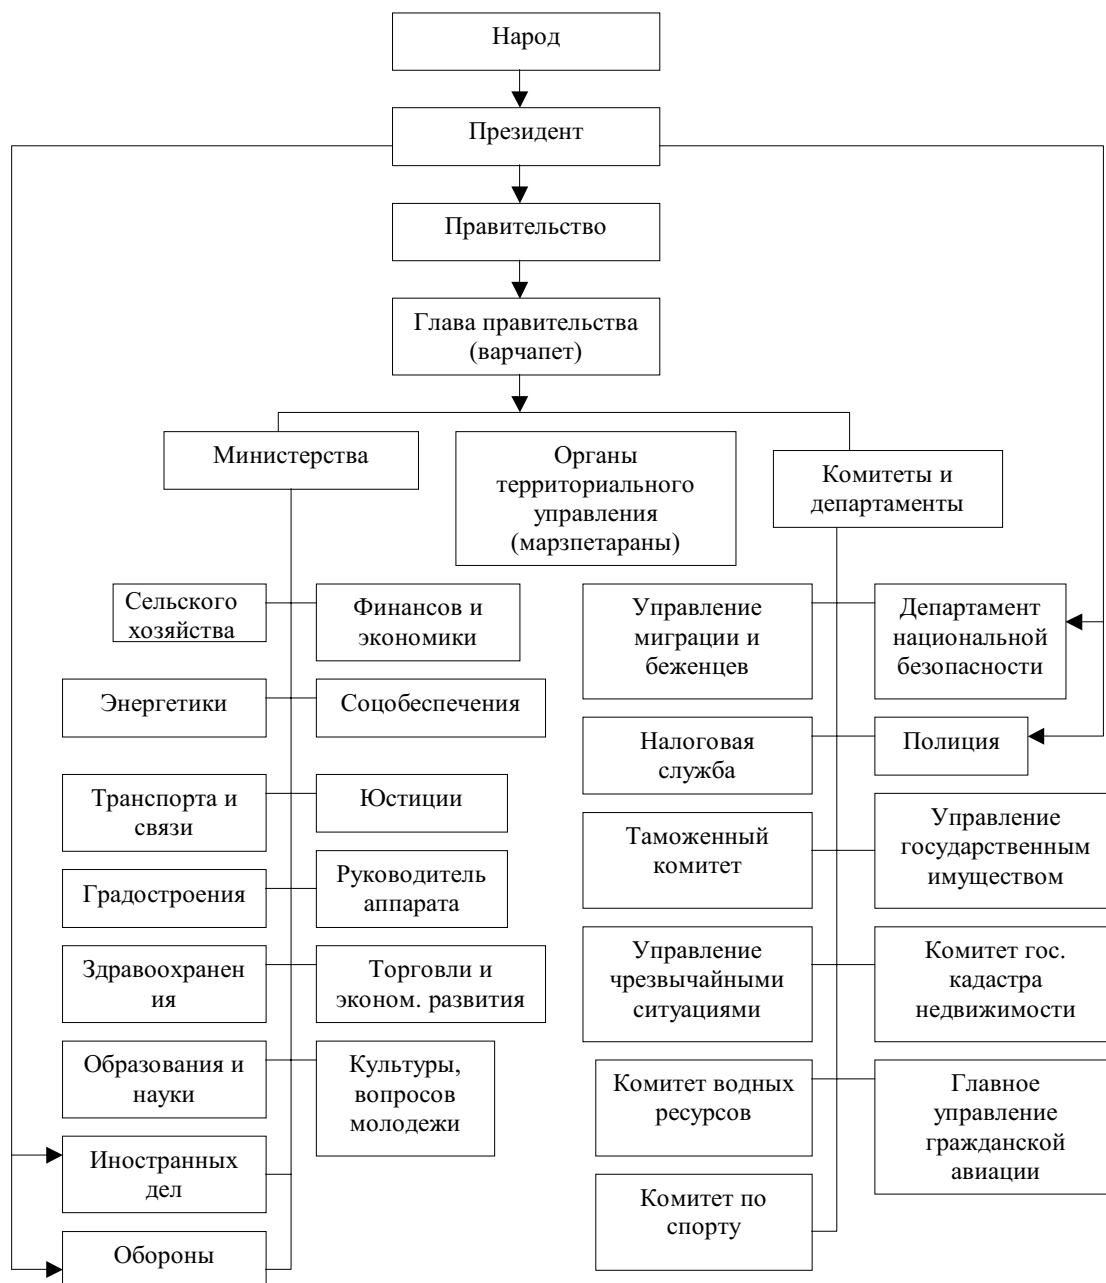 Народ
Президент
Правительство
Глава правительства
(варчапет)
Министерства
Органы
территориального
управления
(марзпетараны)
Комитеты и
департаменты
Сельского
хозяйства
Финансов и
экономики
Управление
миграции и
беженцев
Департамент
национальной
безопасности
Энергетики
Соцобеспечения
Налоговая
служба
Полиция
Транспорта и
связи
Юстиции
Таможенный
комитет
Управление
государственным
имуществом
Градостроения
Руководитель
аппарата
Здравоохранен
ия
Торговли и
эконом. развития
Управление
чрезвычайными
ситуациями
Комитет гос.
кадастра
недвижимости
Образования и
науки
Культуры,
вопросов
молодежи
Комитет водных
ресурсов
Главное
управление
гражданской
авиации
Иностранных
дел
Комитет по
спорту
Обороны